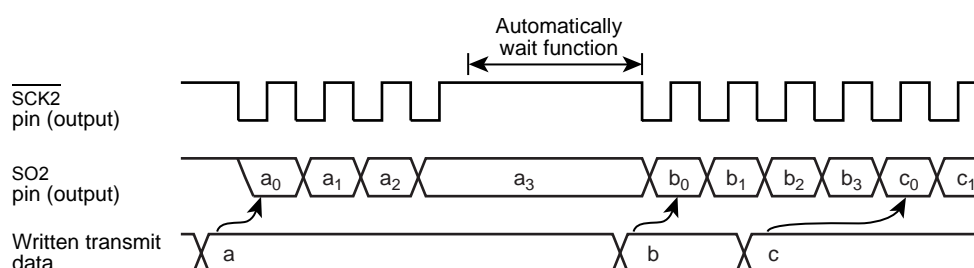 Automatically
wait function
SCK2
pin (output)
SO2
pin (output)
a0 a1 a2 a3 b0 b1 b2 b3 c0 c1
Written transmit
data
a b c